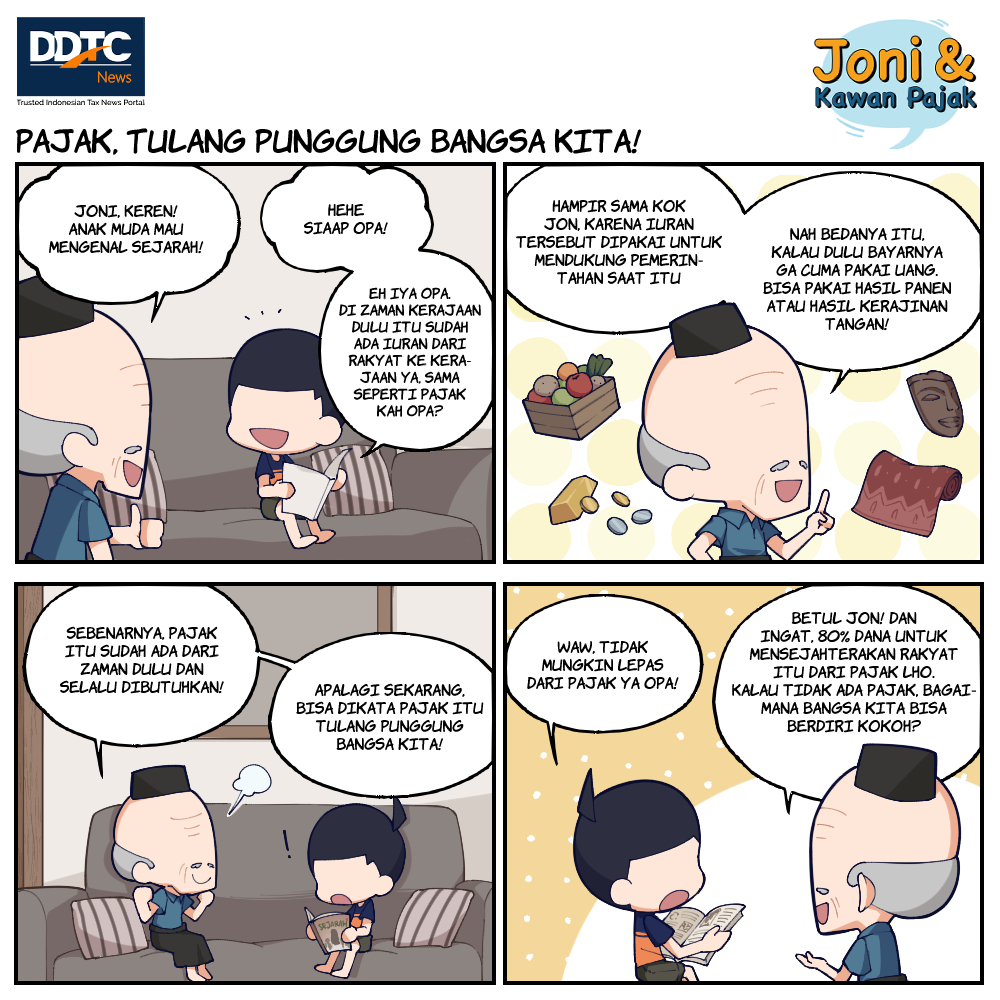 DDTC
News
Trusted Indonesian Tax News Portal
Joni &
Kawan Pajak
PAJAK, TULANG PUNGGUNG BANGSA KITA!
JONI, KEREN!
ANAK MUDA MAU
MENGENAL SEJARAH!
HEHE
SIAAP OPA!
EH IYA OPA.
DI ZAMAN KERAJAAN
DULU ITU SUDAH
ADA IURAN DARI
RAKYAT KE KERA-
JAAN YA. SAMA
SEPERTI PAJAK
KAH OPA?
HAMPIR SAMA KOK
JON, KARENA IURAN
TERSEBUT DIPAKAI UNTUK
MENDUKUNG PEMERIN-
TAHAN SAAT ITU
NAH BEDANYA ITU,
KALAU DULU BAYARNYA
GA CUMA PAKAI UANG.
BISA PAKAI HASIL PANEN
ATAU HASIL KERAJINAN
TANGAN!
SEBENARNYA, PAJAK
ITU SUDAH ADA DARI
ZAMAN DULU DAN
SELALU DIBUTUHKAN!
APALAGI SEKARANG,
BISA DIKATA PAJAK ITU
TULANG PUNGGUNG
BANGSA KITA!
!
SEJARAH
WAW, TIDAK
MUNGKIN LEPAS
DARI PAJAK YA OPA!
BETUL JON! DAN
INGAT, 80% DANA UNTUK
MENSEJAHTERAKAN RAKYAT
ITU DARI PAJAK LHO.
KALAU TIDAK ADA PAJAK, BAGAI-
MANA BANGSA KITA BISA
BERDIRI KOKOH?